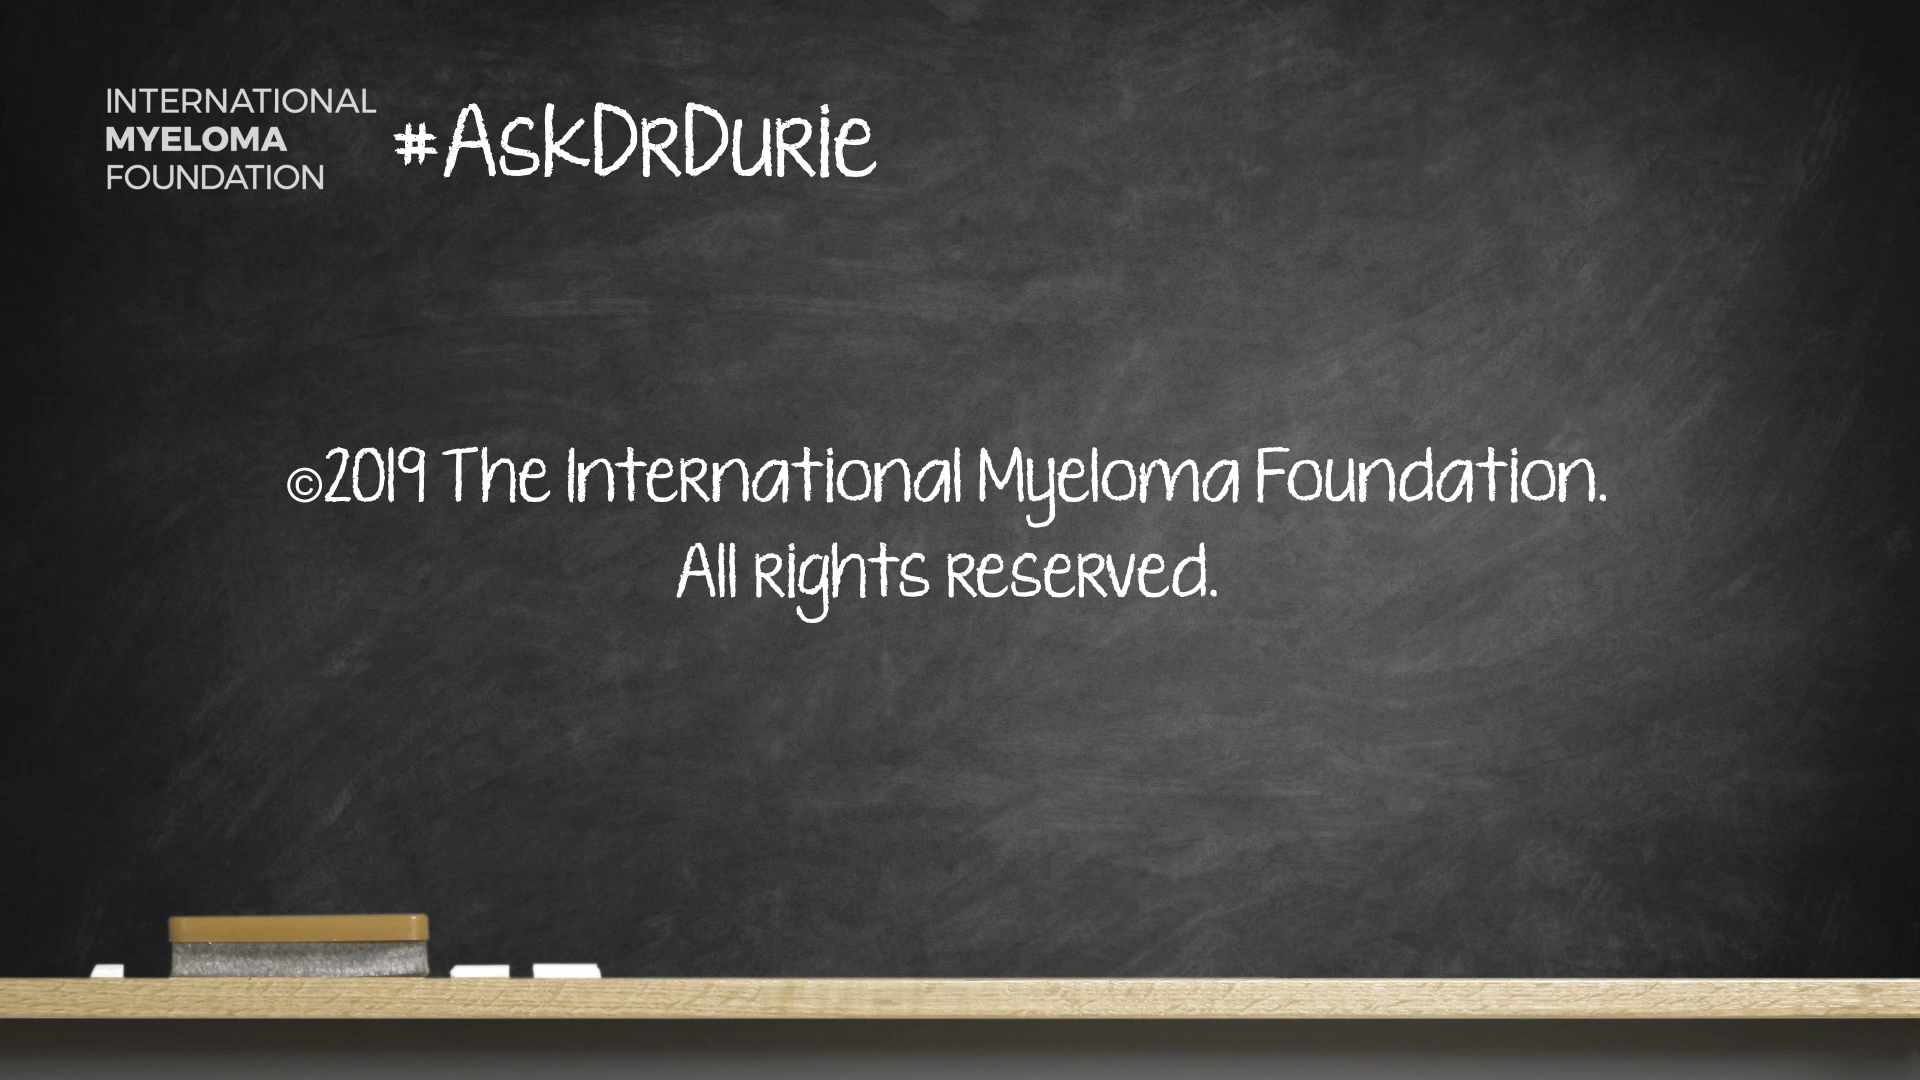 INTERNATIONAL
MYELOMA
FOUNDATION
#AskDrDurie
©2019 The International Myeloma Foundation.
All rights reserved.